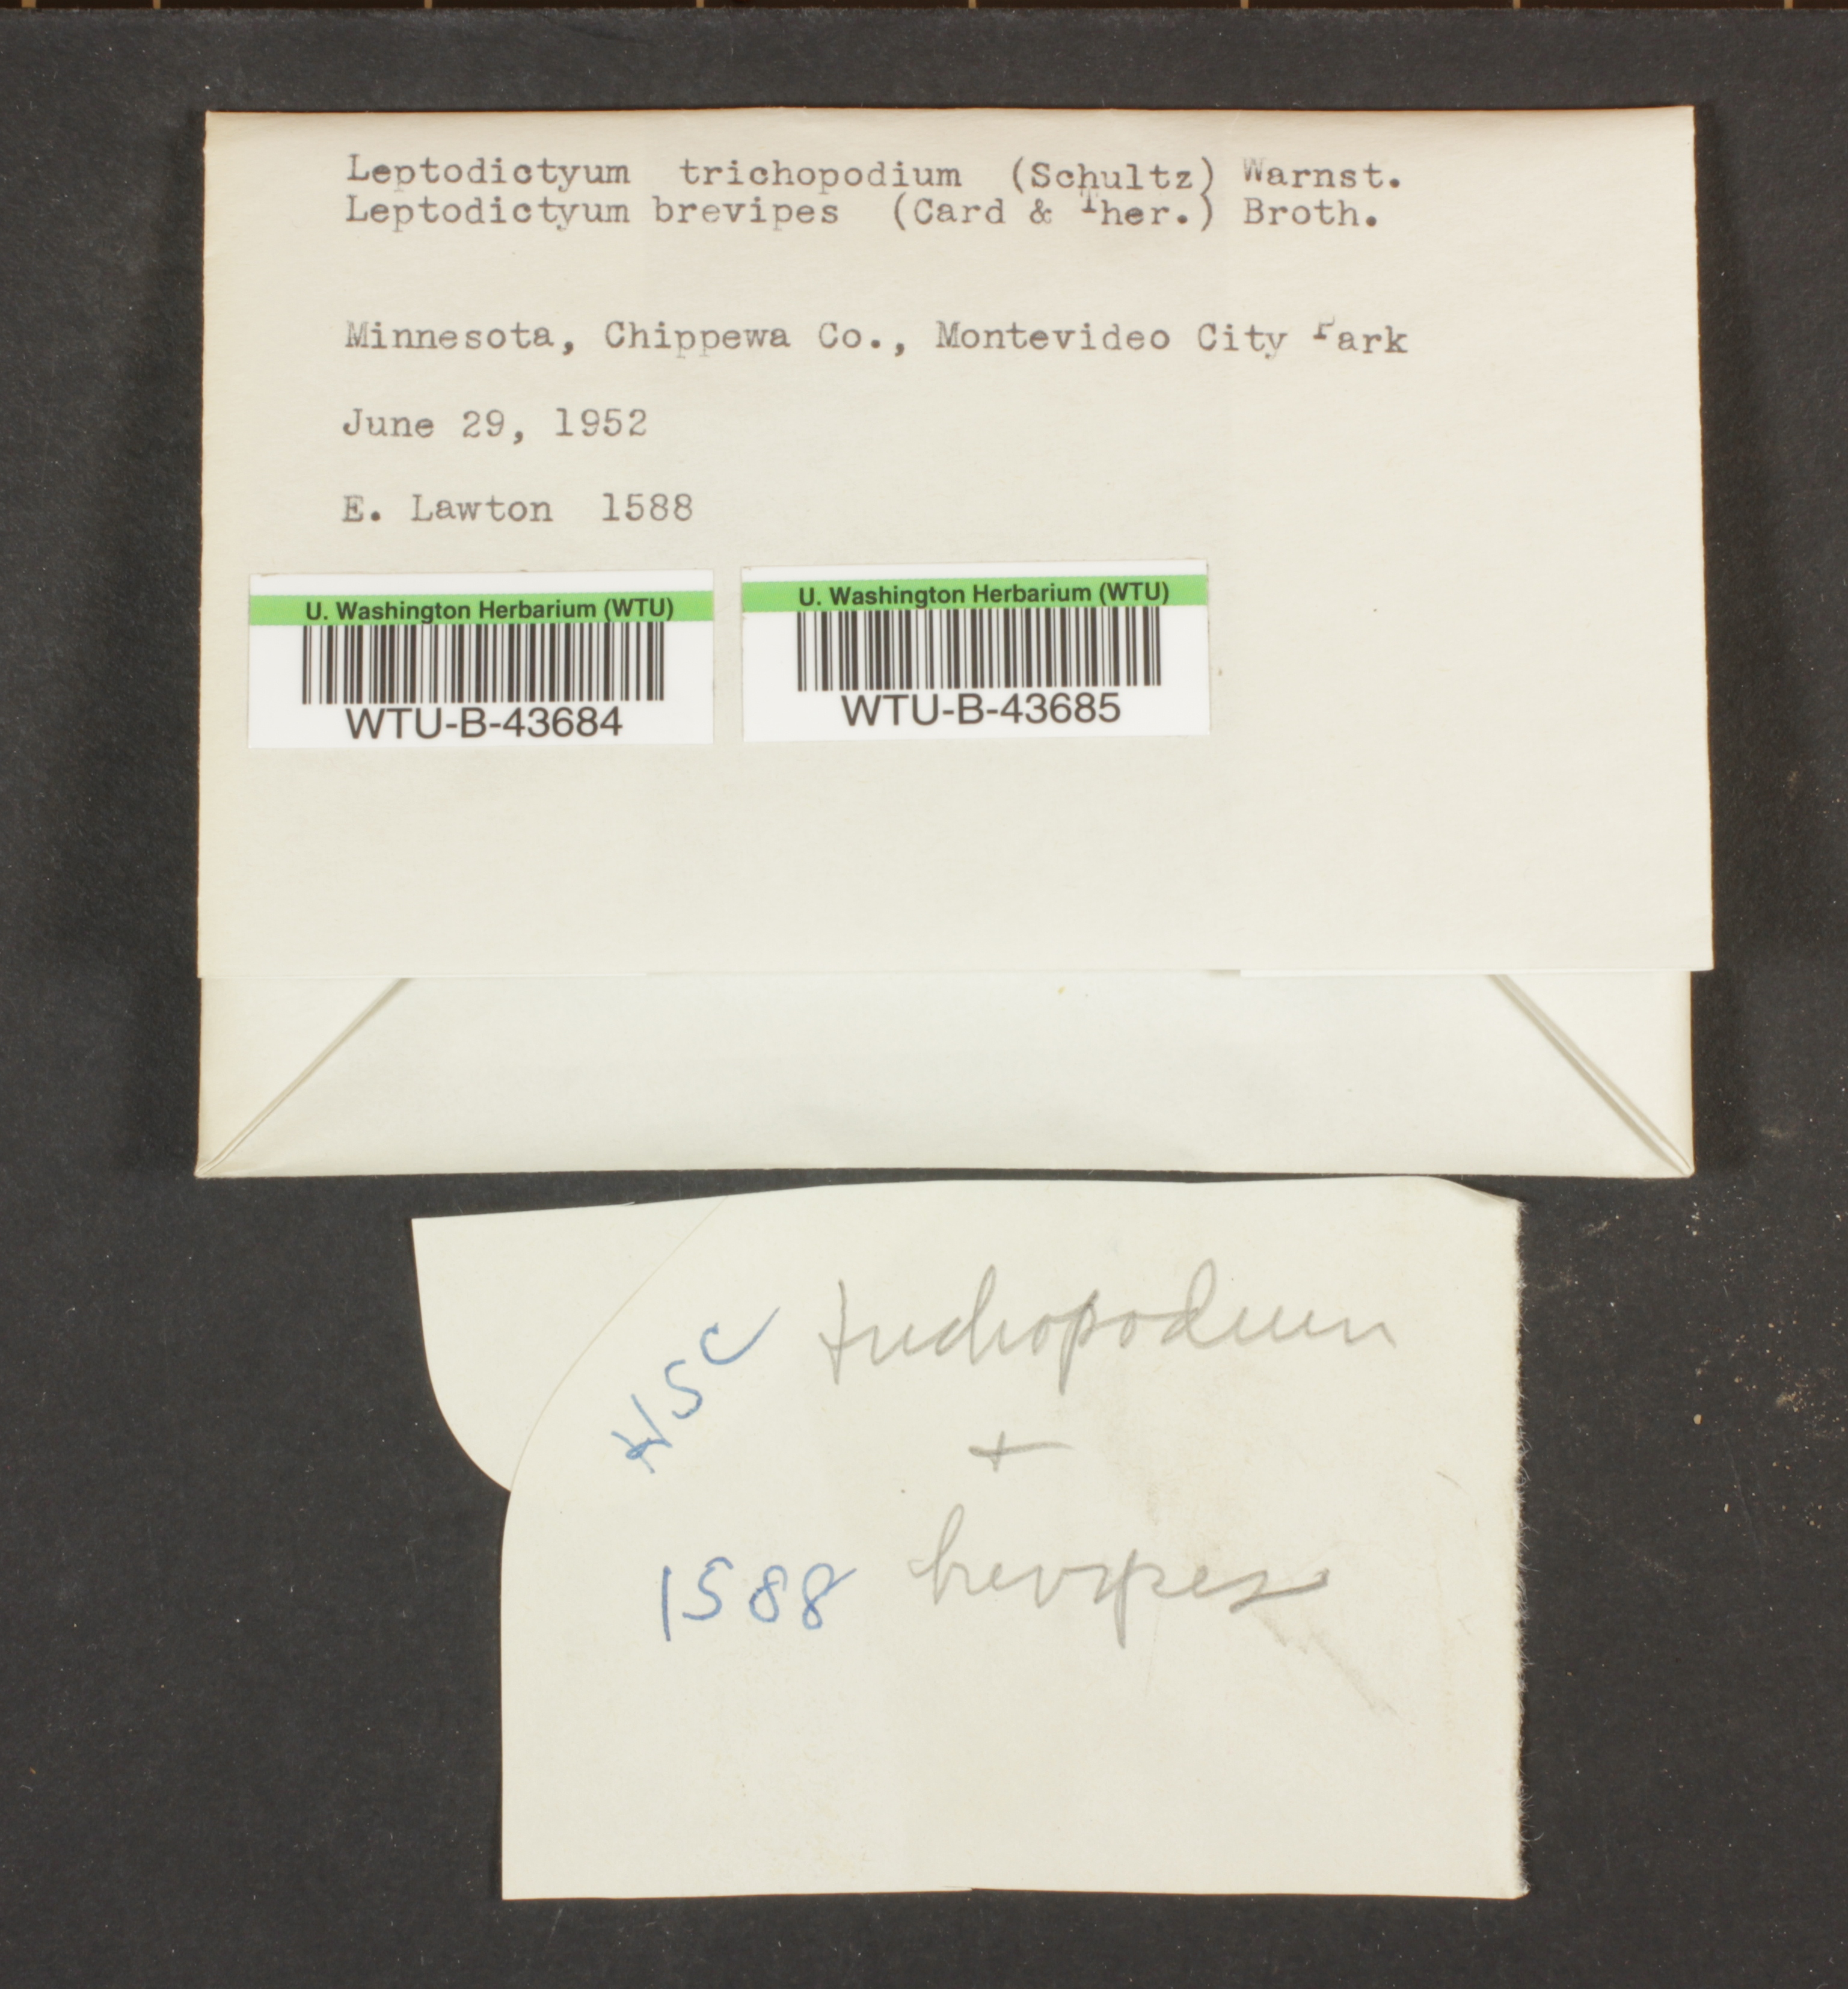 Leptodictyum trichopodium (Schultz) Warnst.
Leptodictyum brevipes (Card & Ther.) Broth.
Minnesota, Chippewa Co., Montevideo City Park
June 29, 1952
E. Lawton 1588
U. Washington Herbarium (WTU)
WTU-B-43684
U. Washington Herbarium (WTU)
WTU-B-43685
trichopodium
+
brevipes
1588